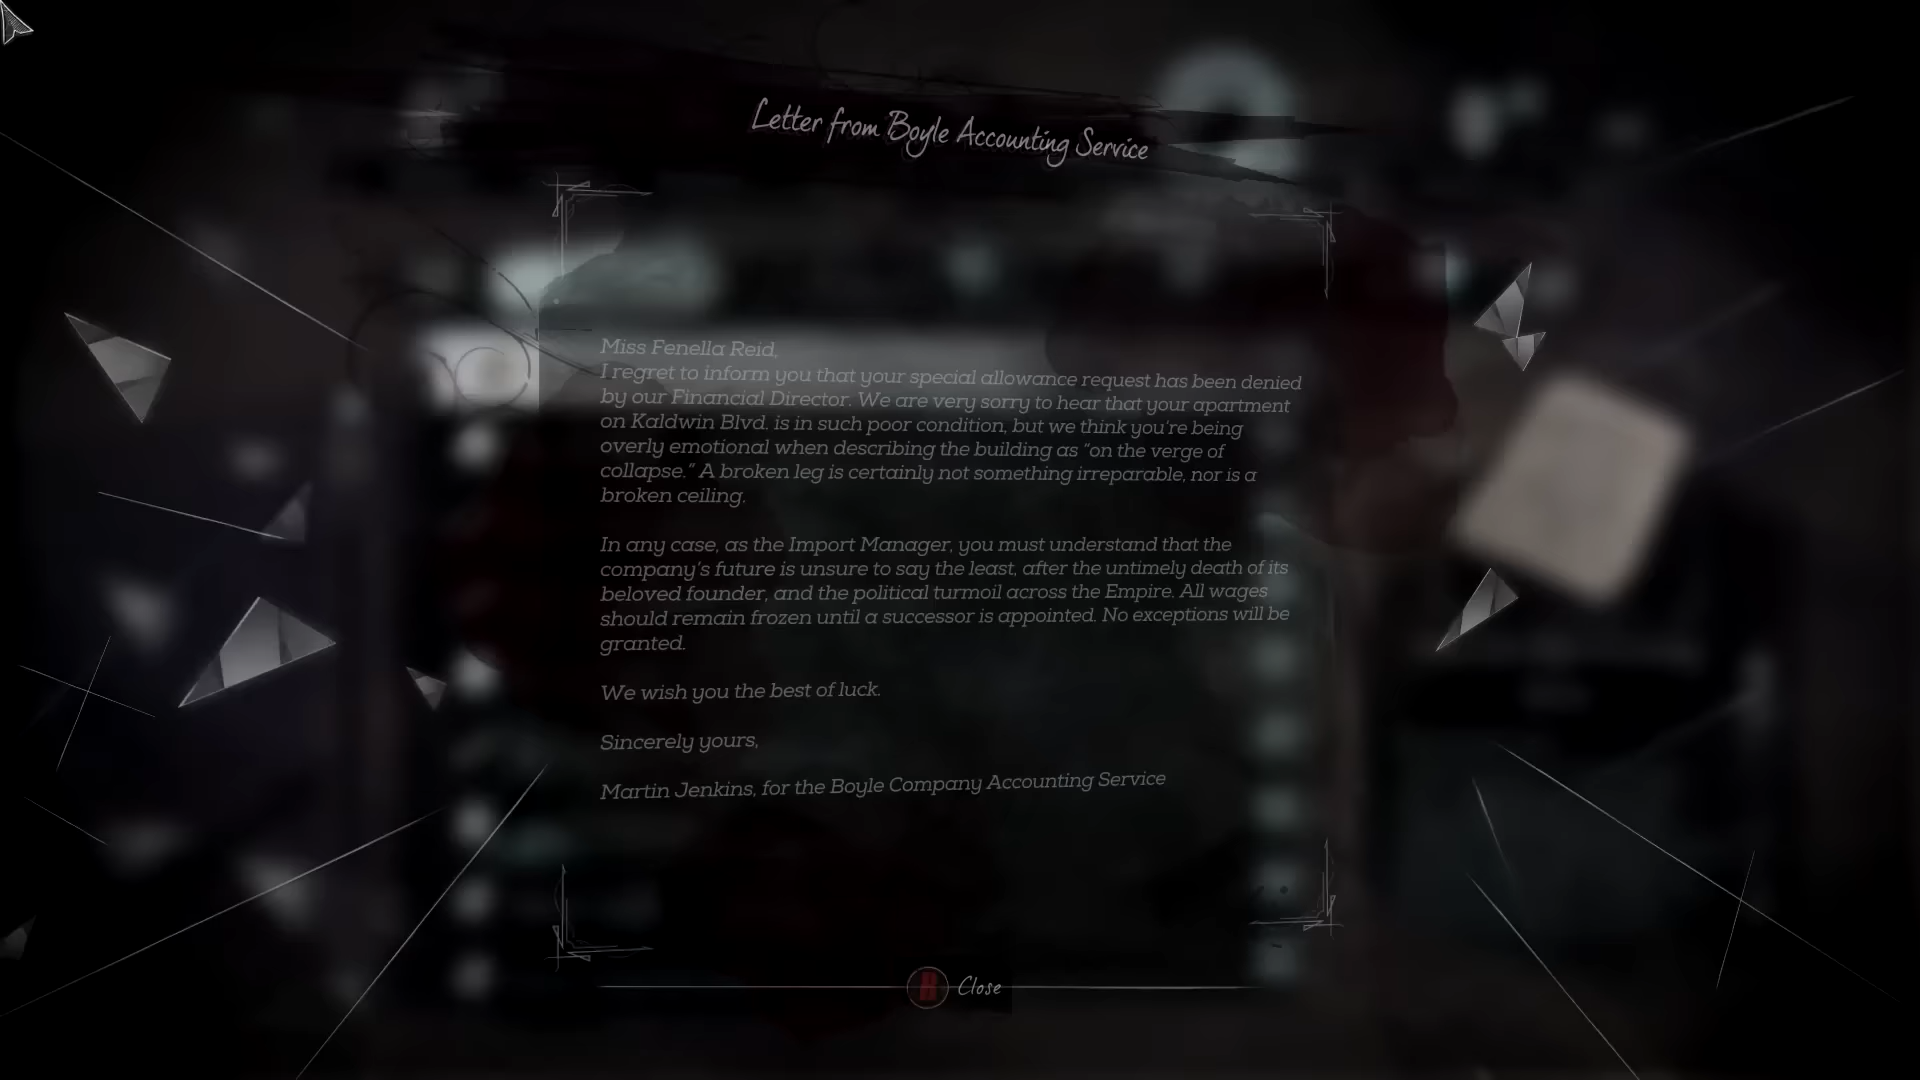 Letter from Boyle Accounting Service
Miss Fenella Reid,
I regret to inform you that your special allowance request has been denied
by our Financial Director. We are very sorry to hear that your apartment
on Kaldwin Blvd. is in such poor condition, but we think you're being
overly emotional when describing the building as "on the verge of
collapse." A broken leg is certainly not something irreparable, nor is a
broken ceiling.
In any case, as the Import Manager, you must understand that the
company's future is unsure to say the least, after the untimely death of its
beloved founder, and the political turmoil across the Empire. All wages
should remain frozen until a successor is appointed. No exceptions will be
granted.
We wish you the best of luck.
Sincerely yours,
Martin Jenkins, for the Boyle Company Accounting Service
Close